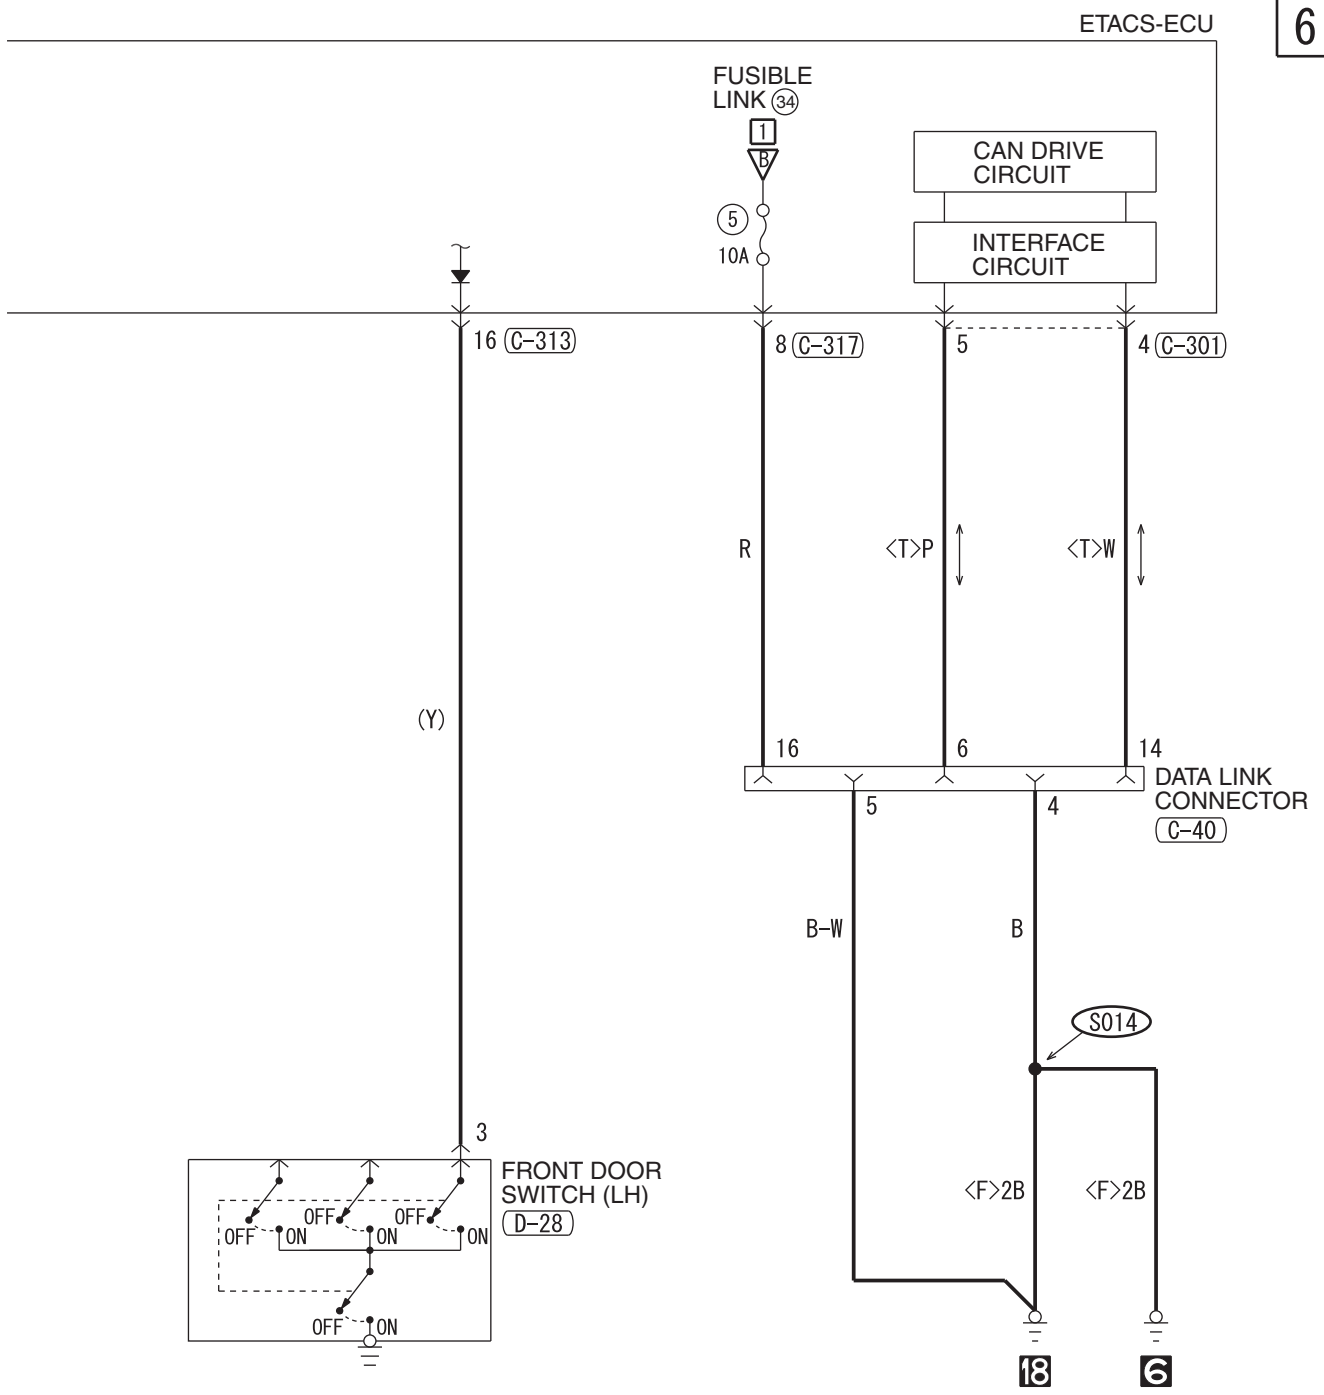 ETACS-ECU
6
FUSIBLE
LINK 34
1
B
5
10A
CAN DRIVE
CIRCUIT
INTERFACE
CIRCUIT
16 C-313
8 C-317
5
4 C-301
R
<T>P
<T>W
(Y)
16
6
14
DATA LINK
CONNECTOR
C-40
5
4
B-W
B
S014
3
FRONT DOOR
SWITCH (LH)
D-28
OFF ON
OFF ON
OFF ON
OFF ON
<F>2B
<F>2B
18
6